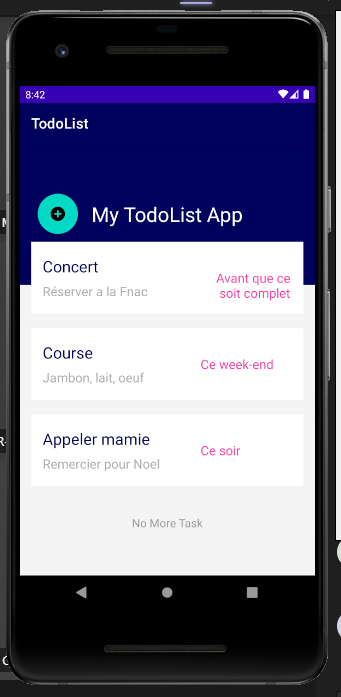 8:42
TodoList
My TodoList App
Concert
Réserver a la Fnac
Avant que ce
soit complet
Course
Jambon, lait, oeuf
Ce week-end
Appeler mamie
Remercier pour Noel
Ce soir
No More Task